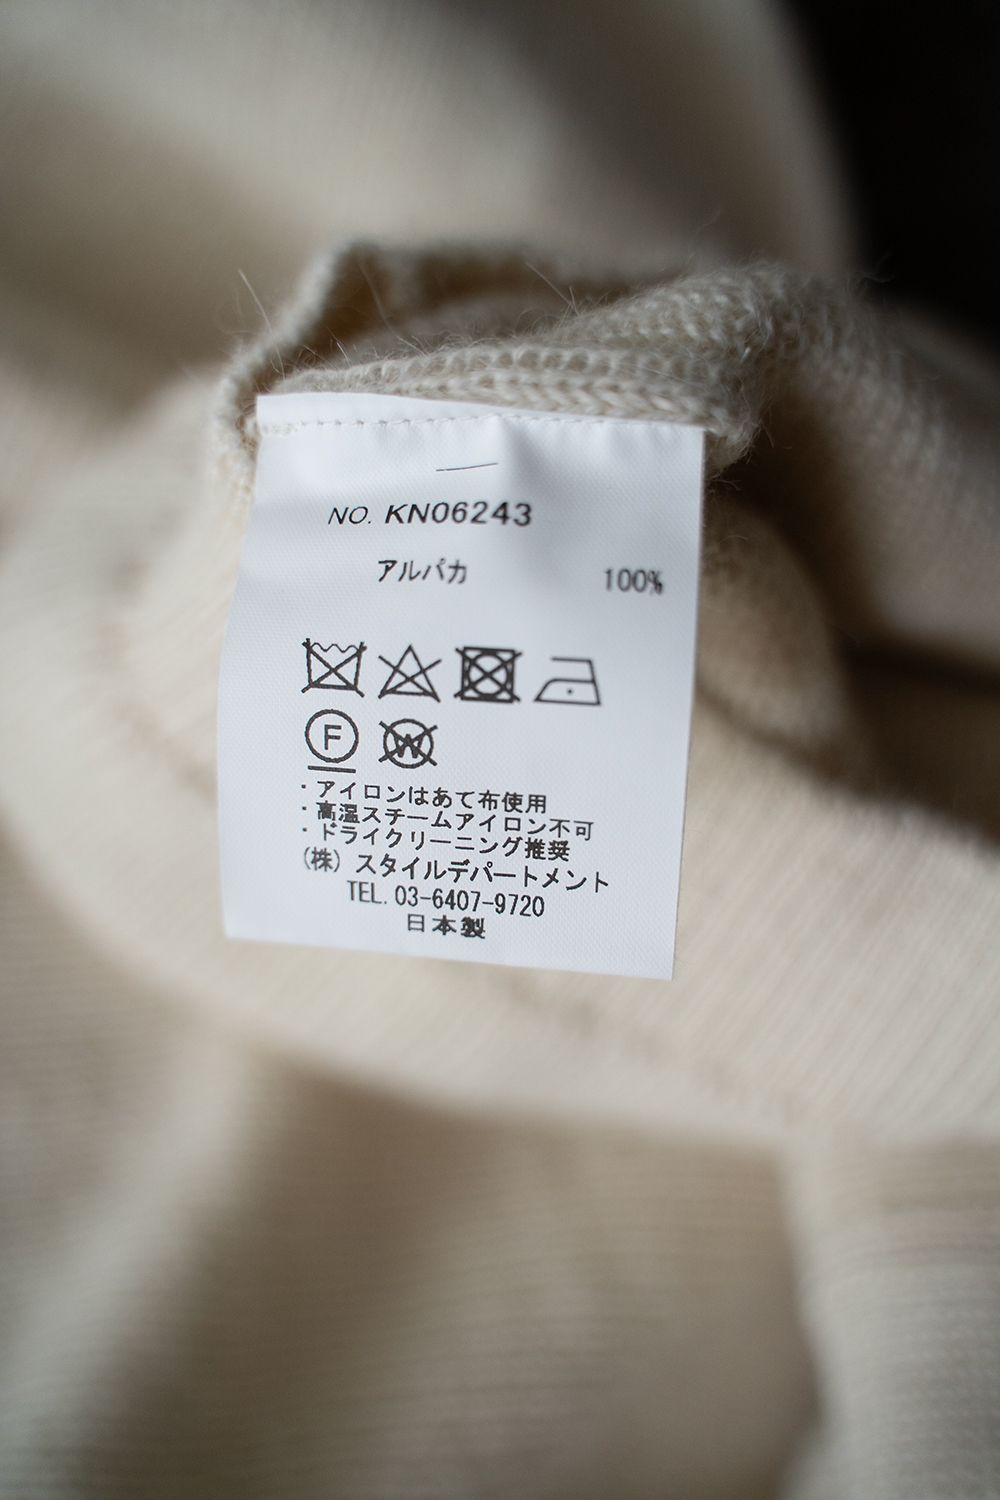 NO. KN06243
アルパカ 100%
F W
・アイロンはあて布使用
・高温スチームアイロン不可
・ドライクリーニング推奨
(株) スタイルデパートメント
TEL. 03-6407-9720
日本製